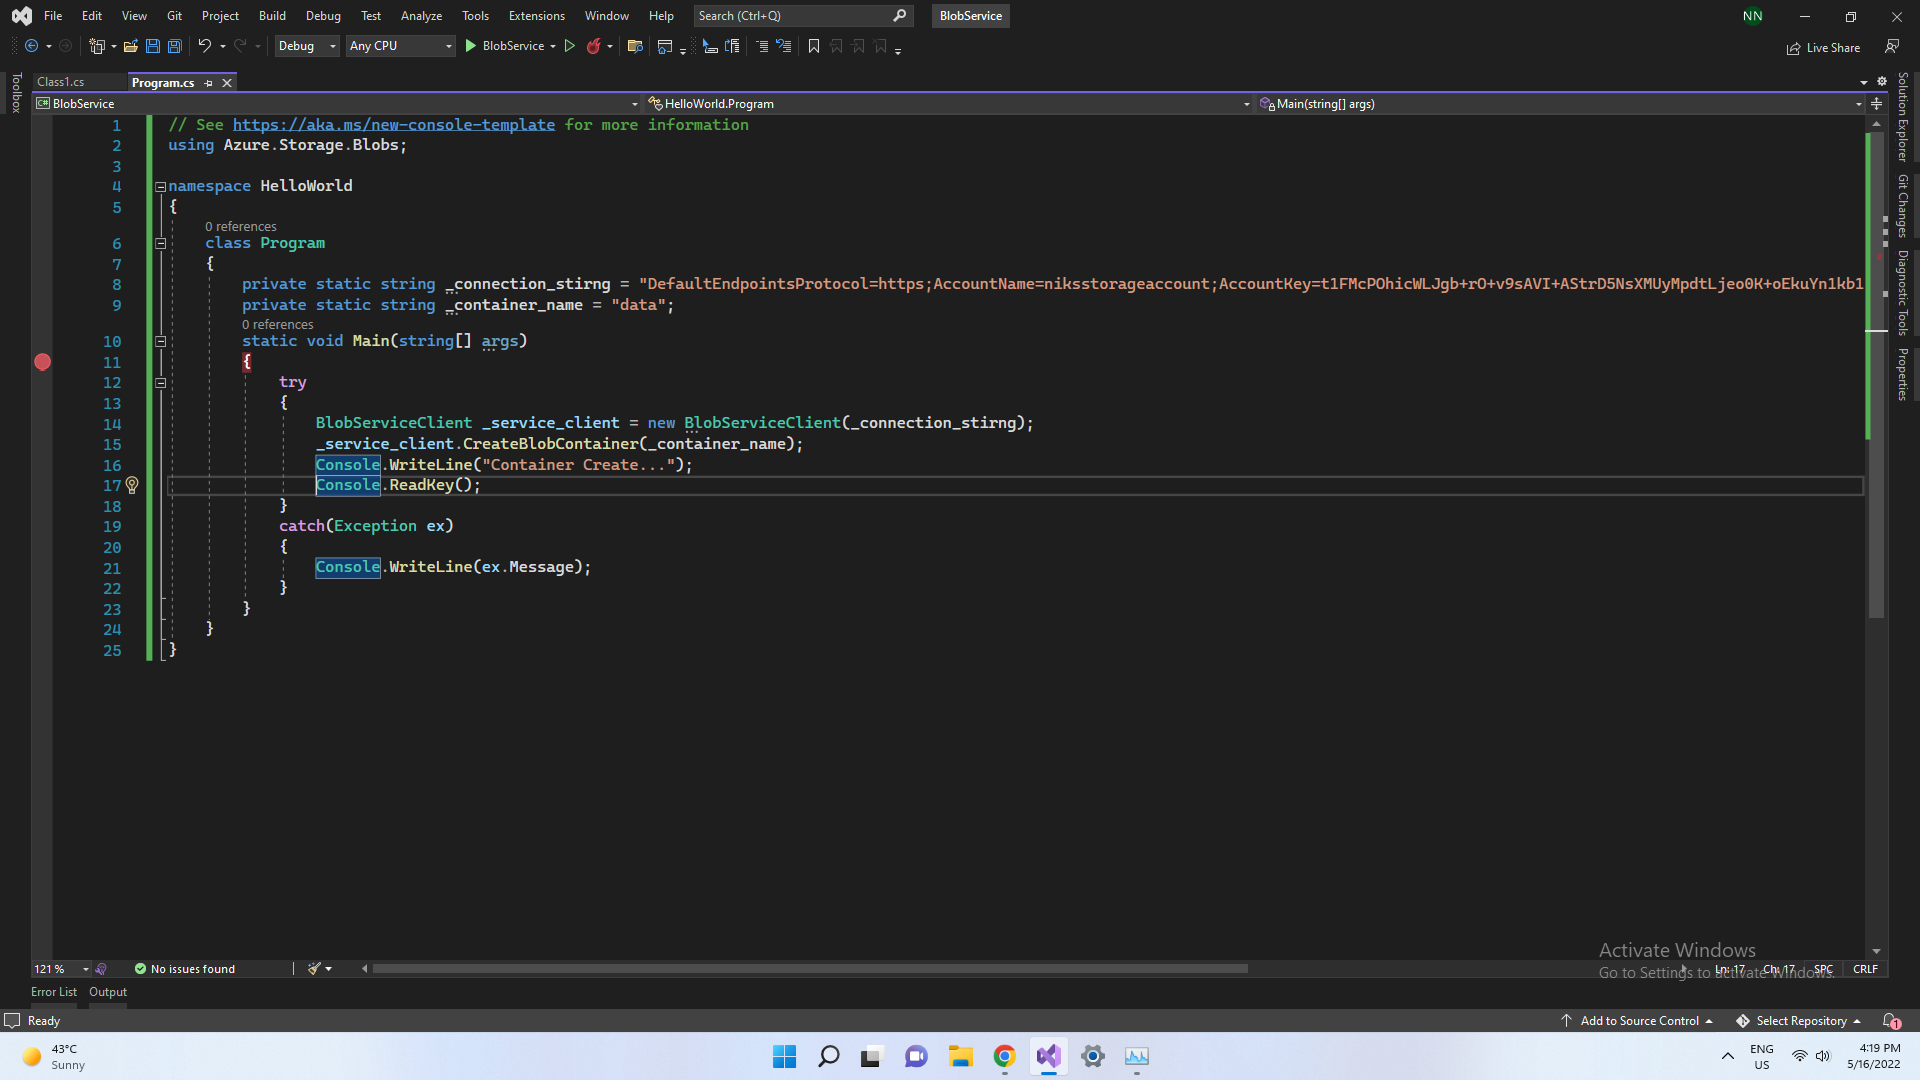 File Edit View Git Project Build Debug Test Analyze Tools Extensions Window Help Search (Ctrl+Q) BlobService NN
Debug Any CPU BlobService Live Share
Toolbox
Class1.cs Program.cs
BlobService HelloWorld.Program Main(string[] args)
1 // See https://aka.ms/new-console-template for more information
2 using Azure.Storage.Blobs;
3
4 namespace HelloWorld
5 {
0 references
6 class Program
7 {
8 private static string _connection_stirng = "DefaultEndpointsProtocol=https;AccountName=niksstorageaccount;AccountKey=t1FMcPOhicWLJgb+rO+v9sAVI+AStrD5NsXMUyMpdtLjeo0K+oEkuYn1kb1
9 private static string _container_name = "data";
0 references
10 static void Main(string[] args)
11 {
12 try
13 {
14 BlobServiceClient _service_client = new BlobServiceClient(_connection_stirng);
15 _service_client.CreateBlobContainer(_container_name);
16 Console.WriteLine("Container Create...");
17 Console.ReadKey();
18 }
19 catch(Exception ex)
20 {
21 Console.WriteLine(ex.Message);
22 }
23 }
24 }
25 }
Solution Explorer
Git Changes
Diagnostic Tools
Properties
Activate Windows
Go to Settings to activate Windows.
121 % No issues found Ln: 17 Ch: 17 SPC CRLF
Error List Output
Ready Add to Source Control Select Repository 1
43°C
Sunny
ENG
US
4:19 PM
5/16/2022